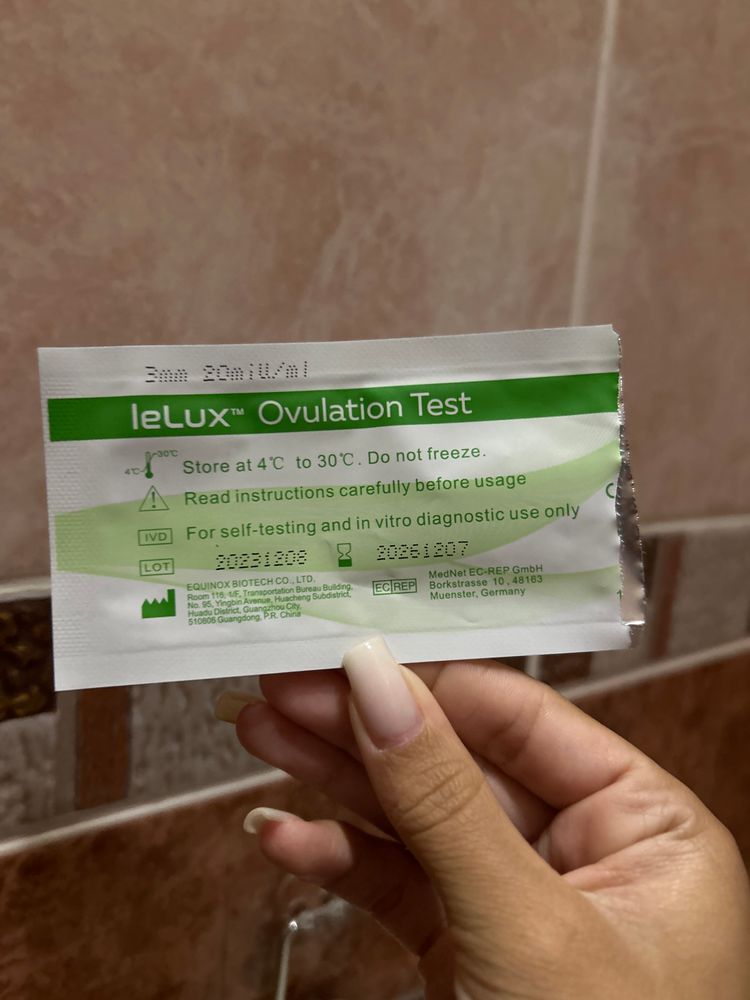 3mm 20mIU/ml
leLux™ Ovulation Test
4℃ 30℃
Store at 4℃ to 30℃. Do not freeze.
Read instructions carefully before usage
IVD For self-testing and in vitro diagnostic use only
LOT 20231208 20261207
EQUINOX BIOTECH CO., LTD.
Room 116, 4/F, Transportation Bureau Building,
No. 95, Yingbin Avenue, Huacheng Subdistrict,
Huadu District, Guangzhou City,
510806 Guangdong, P.R. China
EC REP MedNet EC-REP GmbH
Borkstrasse 10, 48163
Muenster, Germany